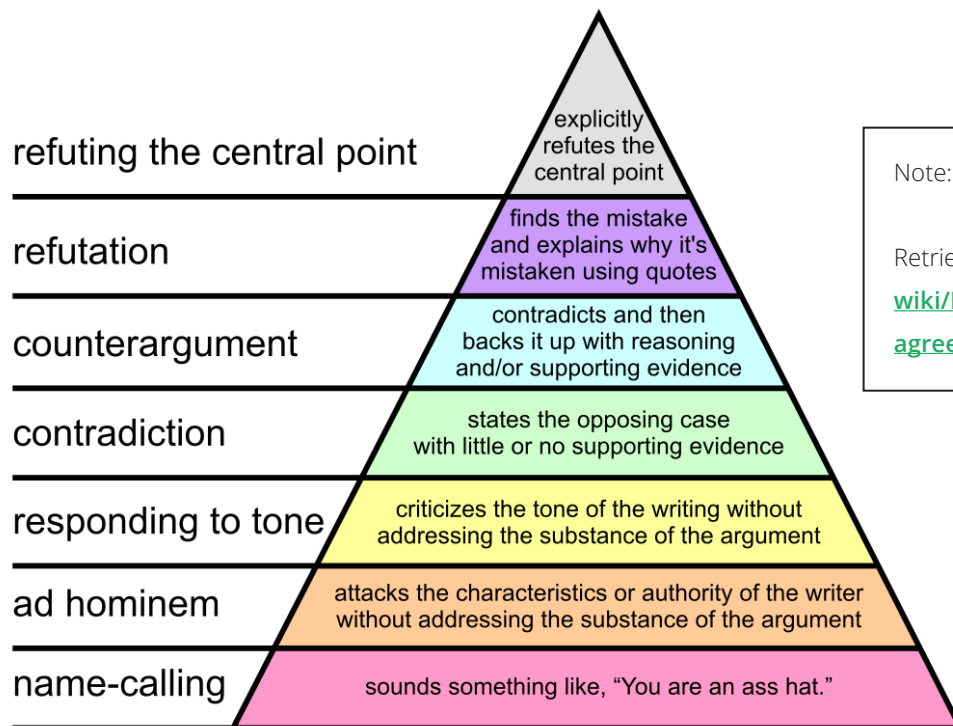 refuting the central point
explicitly
refutes the
central point
refutation
finds the mistake
and explains why it's
mistaken using quotes
counterargument
contradicts and then
backs it up with reasoning
and/or supporting evidence
contradiction
states the opposing case
with little or no supporting evidence
responding to tone
criticizes the tone of the writing without
addressing the substance of the argument
ad hominem
attacks the characteristics or authority of the writer
without addressing the substance of the argument
name-calling
sounds something like, “You are an ass hat.”
Note:
wiki/